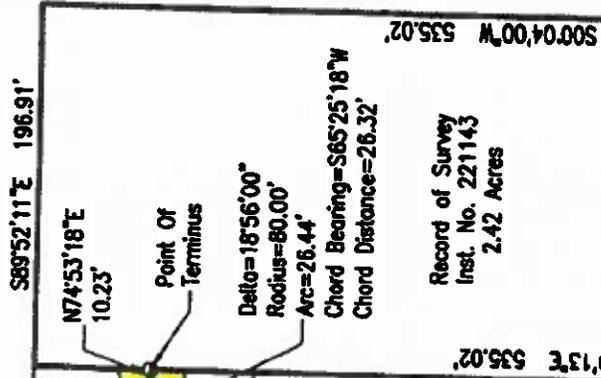 S89°52'11"E 196.91'
N74°53'18"E
10.23'
Point Of
Terminus
Delta=18°56'00"
Radius=80.00'
Arc=26.44'
Chord Bearing=S65°25'18"W
Chord Distance=26.32'
Record of Survey
Inst. No. 221143
2.42 Acres
S00°04'00"W 535.02'
535.02'